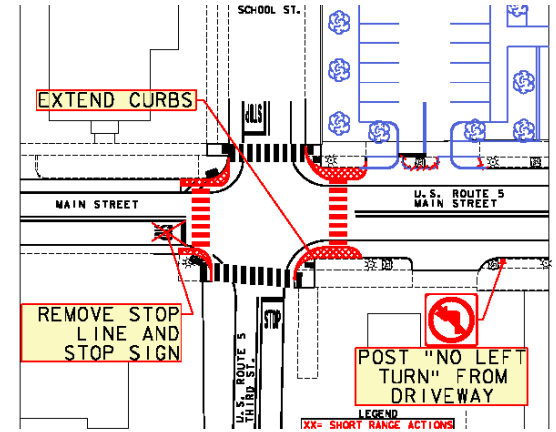 SCHOOL ST.
EXTEND CURBS
STOP
MAIN STREET
U.S. ROUTE 5
MAIN STREET
REMOVE STOP
LINE AND
STOP SIGN
STOP
U.S. ROUTE 5
THIRD ST.
POST "NO LEFT
TURN" FROM
DRIVEWAY
LEGEND
XX= SHORT RANGE ACTIONS